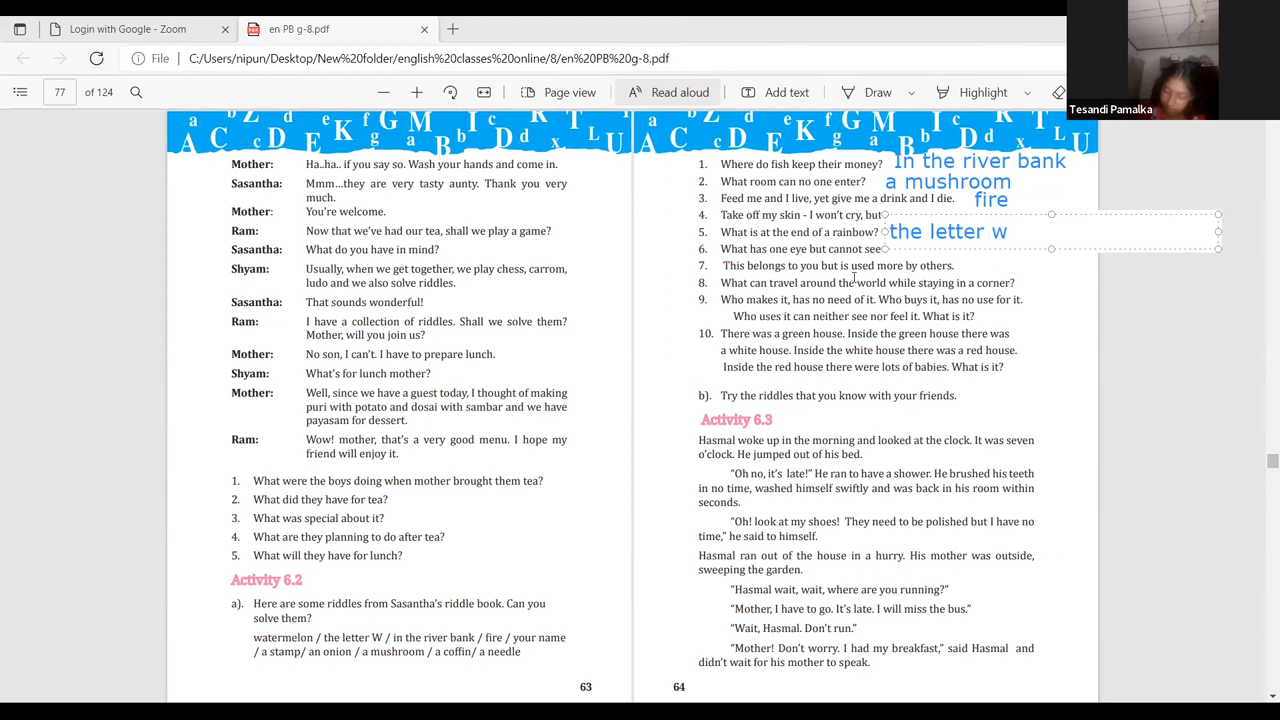 Login with Google - Zoom
en PB g-8.pdf
File
C:/Users/nipun/Desktop/New%20folder/english%20classes%20online/8/en%20PB%20g-8.pdf
77 of 124
Page view
Read aloud
Add text
Draw
Highlight
Tesandi Pamalka
Mother: Ha..ha.. if you say so. Wash your hands and come in.
Sasantha: Mmm...they are very tasty aunty. Thank you very
much.
Mother: You're welcome.
Ram: Now that we've had our tea, shall we play a game?
Sasantha: What do you have in mind?
Shyam: Usually, when we get together, we play chess, carrom,
ludo and we also solve riddles.
Sasantha: That sounds wonderful!
Ram: I have a collection of riddles. Shall we solve them?
Mother, will you join us?
Mother: No son, I can't. I have to prepare lunch.
Shyam: What's for lunch mother?
Mother: Well, since we have a guest today, I thought of making
puri with potato and dosai with sambar and we have
payasam for dessert.
Ram: Wow! mother, that's a very good menu. I hope my
friend will enjoy it.
1. What were the boys doing when mother brought them tea?
2. What did they have for tea?
3. What was special about it?
4. What are they planning to do after tea?
5. What will they have for lunch?
Activity 6.2
a). Here are some riddles from Sasantha's riddle book. Can you
solve them?
watermelon / the letter W / in the river bank / fire / your name
/ a stamp/ an onion / a mushroom / a coffin/ a needle
63
1. Where do fish keep their money? In the river bank
2. What room can no one enter? a mushroom
3. Feed me and I live, yet give me a drink and I die. fire
4. Take off my skin - I won't cry, but
5. What is at the end of a rainbow? the letter w
6. What has one eye but cannot see
7. This belongs to you but is used more by others.
8. What can travel around the world while staying in a corner?
9. Who makes it, has no need of it. Who buys it, has no use for it.
Who uses it can neither see nor feel it. What is it?
10. There was a green house. Inside the green house there was
a white house. Inside the white house there was a red house.
Inside the red house there were lots of babies. What is it?
b). Try the riddles that you know with your friends.
Activity 6.3
Hasmal woke up in the morning and looked at the clock. It was seven
o'clock. He jumped out of his bed.
"Oh no, it's late!" He ran to have a shower. He brushed his teeth
in no time, washed himself swiftly and was back in his room within
seconds.
"Oh! look at my shoes! They need to be polished but I have no
time," he said to himself.
Hasmal ran out of the house in a hurry. His mother was outside,
sweeping the garden.
"Hasmal wait, wait, where are you running?"
"Mother, I have to go. It's late. I will miss the bus."
"Wait, Hasmal. Don't run."
"Mother! Don't worry. I had my breakfast," said Hasmal and
didn't wait for his mother to speak.
64